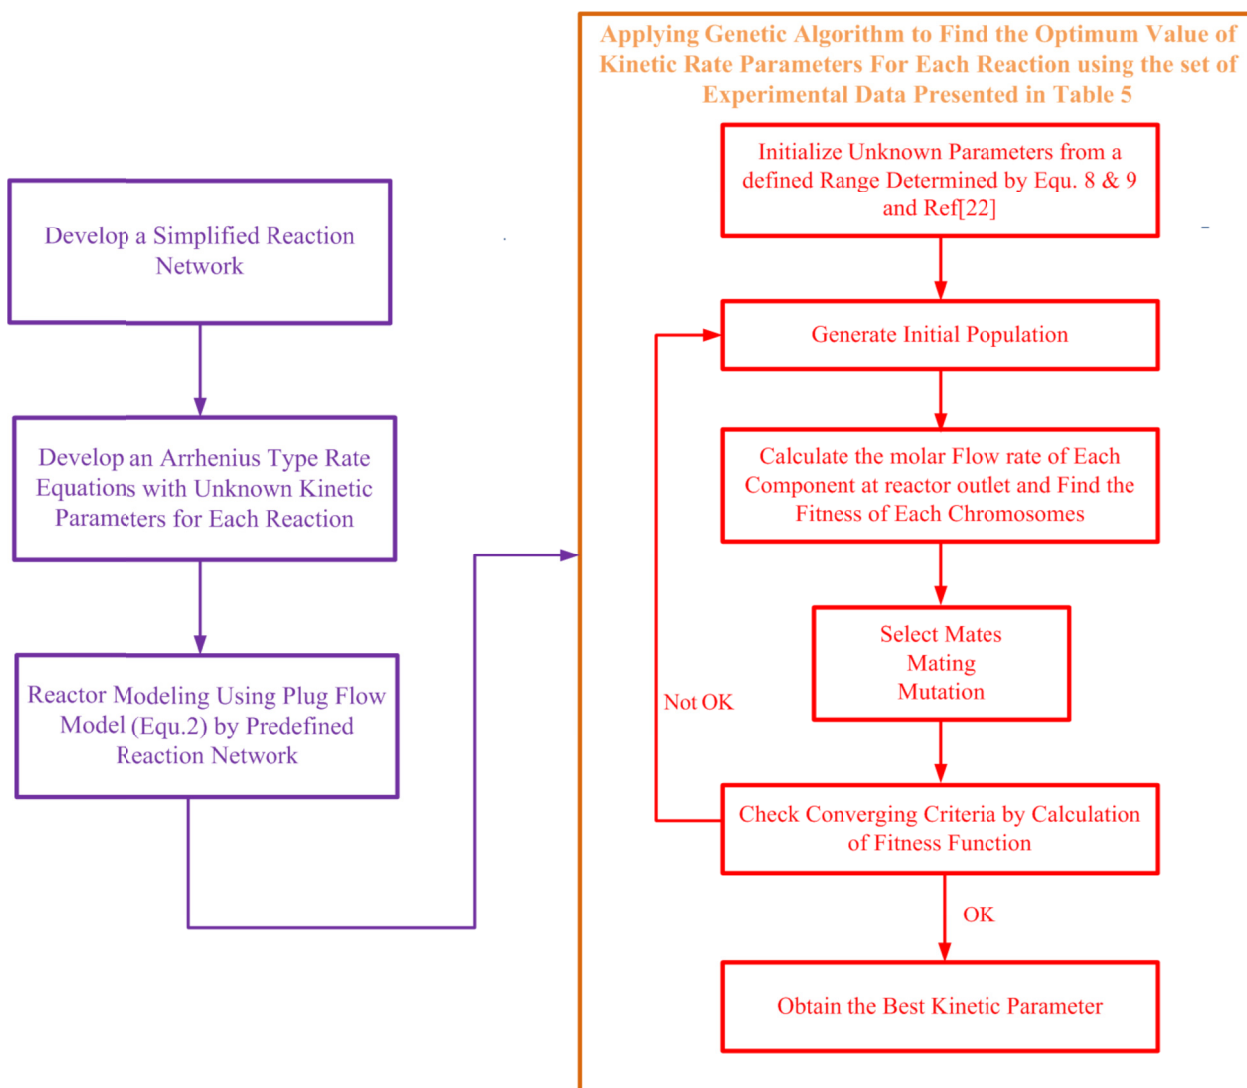 Develop a Simplified Reaction
Network
Develop an Arrhenius Type Rate
Equations with Unknown Kinetic
Parameters for Each Reaction
Reactor Modeling Using Plug Flow
Model (Equ.2) by Predefined
Reaction Network
Applying Genetic Algorithm to Find the Optimum Value of
Kinetic Rate Parameters For Each Reaction using the set of
Experimental Data Presented in Table 5
Initialize Unknown Parameters from a
defined Range Determined by Equ. 8 & 9
and Ref[22]
Generate Initial Population
Calculate the molar Flow rate of Each
Component at reactor outlet and Find the
Fitness of Each Chromosomes
Select Mates
Mating
Mutation
Not OK
Check Converging Criteria by Calculation
of Fitness Function
OK
Obtain the Best Kinetic Parameter